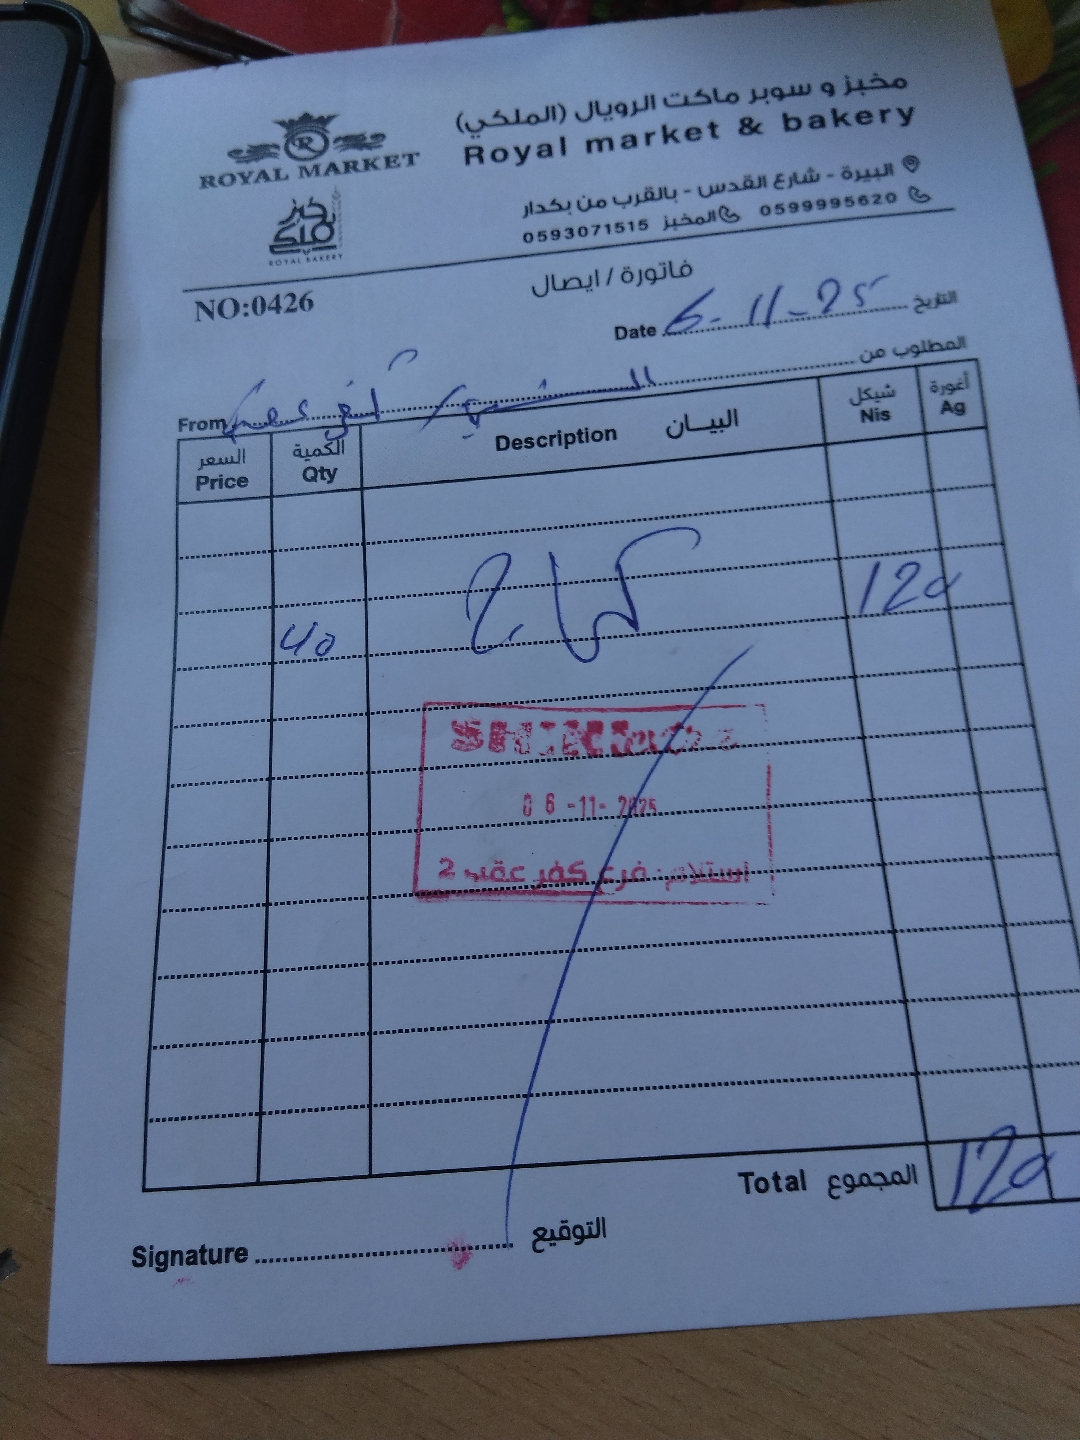 مخبز و سوبر ماكت الرويال (الملكي)
Royal market & bakery
R
ROYAL MARKET
خبز ملكي
ROYAL BAKERY
البيرة - شارع القدس - بالقرب من بكدار
0599995620 المخبز 0593071515
فاتورة / ايصال
NO:0426
Date 6-11-25 التاريخ
From المطلوب من
السعر الكمية البيـــان شيكل أغورة
Price Qty Description Nis Ag
40 120
06-11-2025
استلام: فرع كفر عقب 2
Total المجموع 120
Signature التوقيع